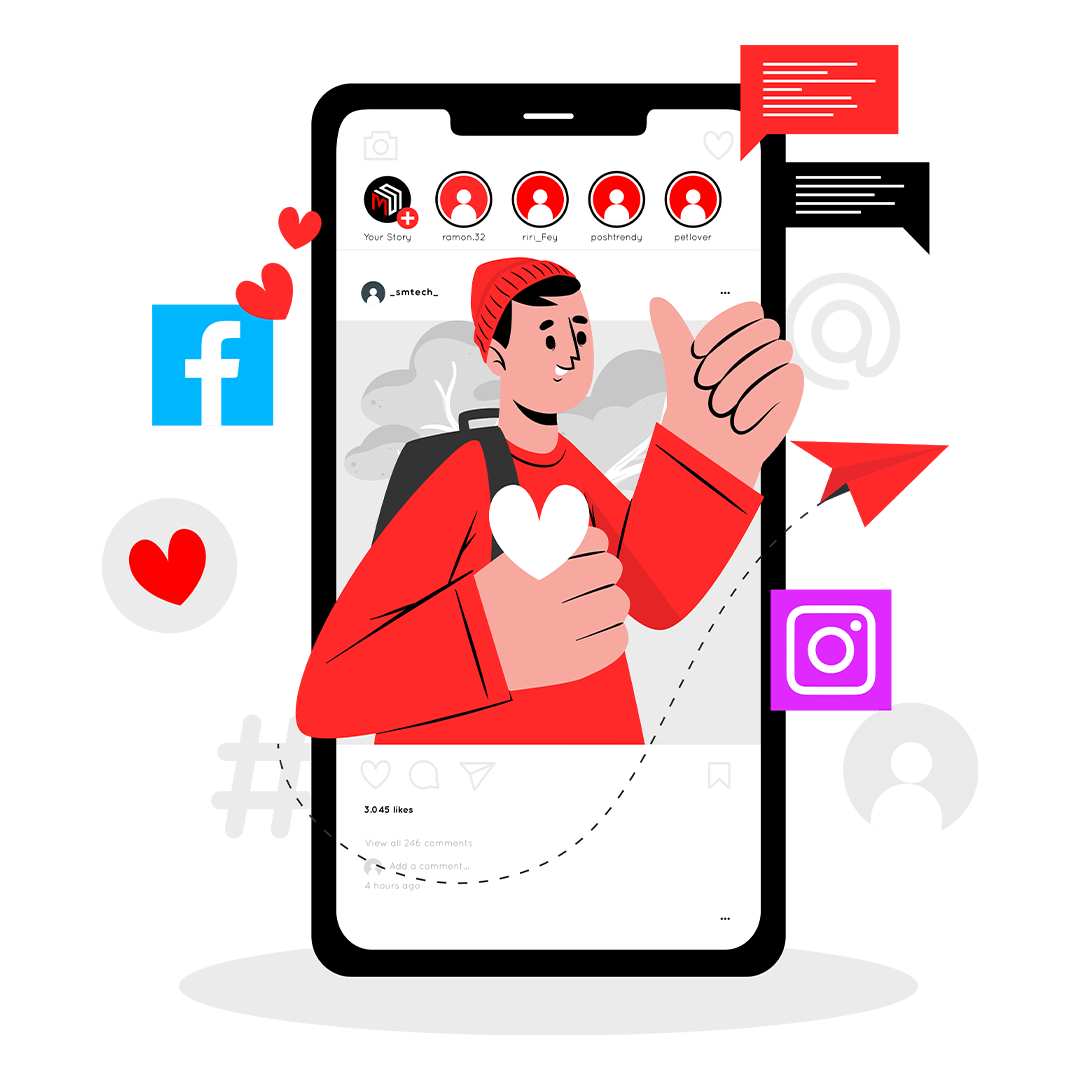 Your Story
ramon.32
riri_Fey
poshtrendy
petlover
_smtech_
3.045 likes
View all 246 comments
Add a comment...
4 hours ago